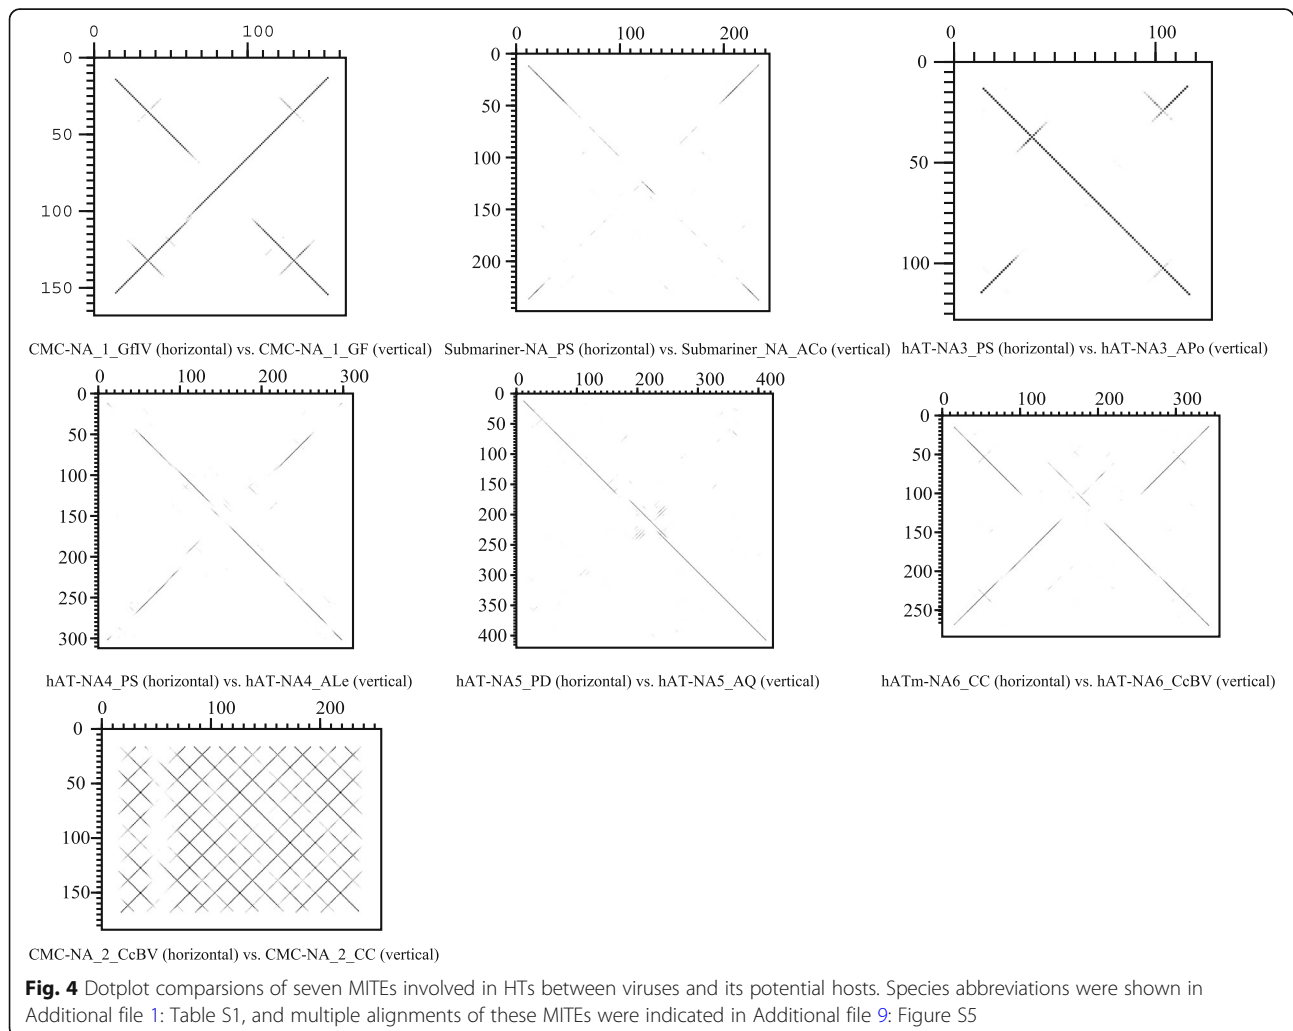 0 100
0
50
100
150
CMC-NA_1_GfIV (horizontal) vs. CMC-NA_1_GF (vertical)
0 100 200
0
50
100
150
200
Submariner-NA_PS (horizontal) vs. Submariner_NA_ACo (vertical)
0 100
0
50
100
hAT-NA3_PS (horizontal) vs. hAT-NA3_APo (vertical)
0 100 200 300
0
50
100
150
200
250
300
hAT-NA4_PS (horizontal) vs. hAT-NA4_ALe (vertical)
0 100 200 300 400
0
50
100
150
200
250
300
350
400
hAT-NA5_PD (horizontal) vs. hAT-NA5_AQ (vertical)
0 100 200 300
0
50
100
150
200
250
hATm-NA6_CC (horizontal) vs. hAT-NA6_CcBV (vertical)
0 100 200
0
50
100
150
CMC-NA_2_CcBV (horizontal) vs. CMC-NA_2_CC (vertical)
Fig. 4 Dotplot comparsions of seven MITEs involved in HTs between viruses and its potential hosts. Species abbreviations were shown in
Additional file 1: Table S1, and multiple alignments of these MITEs were indicated in Additional file 9: Figure S5